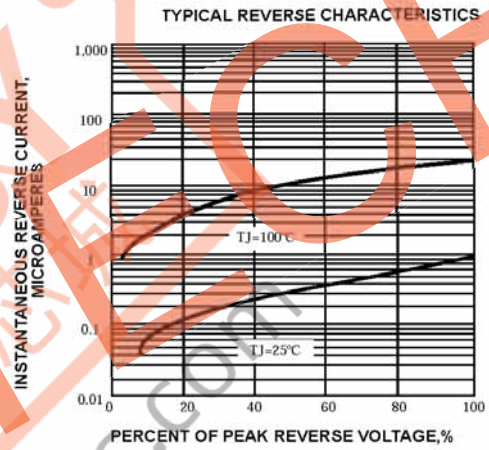 TYPICAL REVERSE CHARACTERISTICS
INSTANTANEOUS REVERSE CURRENT,
MICROAMPERES
1,000
100
10
1
0.1
0.01
TJ=100℃
TJ=25℃
0 20 40 60 80 100
PERCENT OF PEAK REVERSE VOLTAGE,%
.com